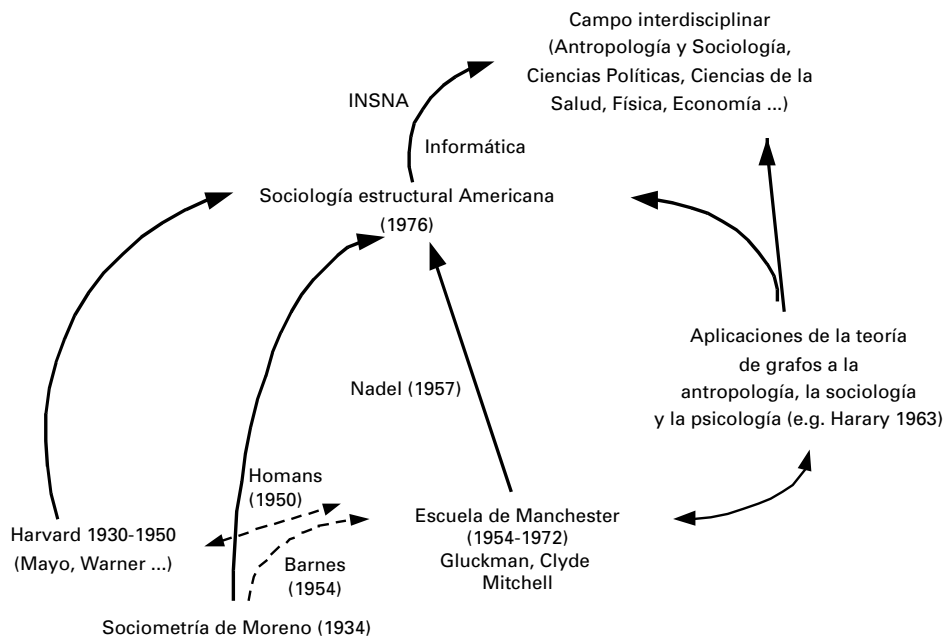 Campo interdisciplinar
(Antropología y Sociología,
Ciencias Políticas, Ciencias de la
Salud, Física, Economía ...)
INSNA
Informática
Sociología estructural Americana
(1976)
Aplicaciones de la teoría
de grafos a la
antropología, la sociología
y la psicología (e.g. Harary 1963)
Nadel (1957)
Homans
(1950)
Harvard 1930-1950
(Mayo, Warner ...)
Escuela de Manchester
(1954-1972)
Gluckman, Clyde
Mitchell
Barnes
(1954)
Sociometría de Moreno (1934)